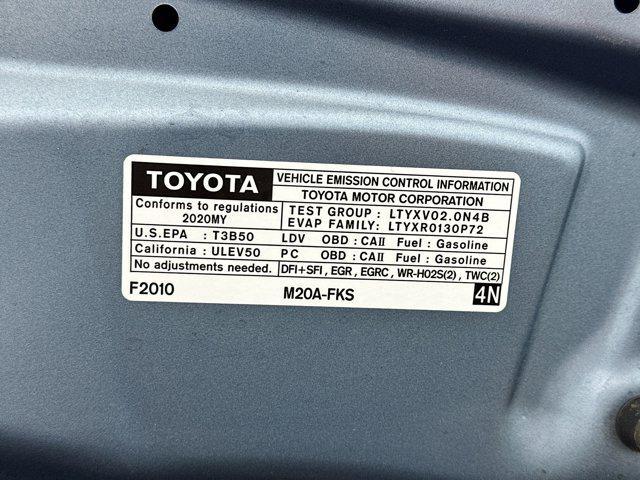 TOYOTA
VEHICLE EMISSION CONTROL INFORMATION
TOYOTA MOTOR CORPORATION
Conforms to regulations
2020MY
TEST GROUP : LTYXV02.0N4B
EVAP FAMILY: LTYXR0130P72
U.S.EPA : T3B50 LDV OBD : CAII Fuel : Gasoline
California : ULEV50 PC OBD : CAII Fuel : Gasoline
No adjustments needed. DFI+SFI, EGR, EGRC, WR-HO2S(2), TWC(2)
F2010 M20A-FKS 4N